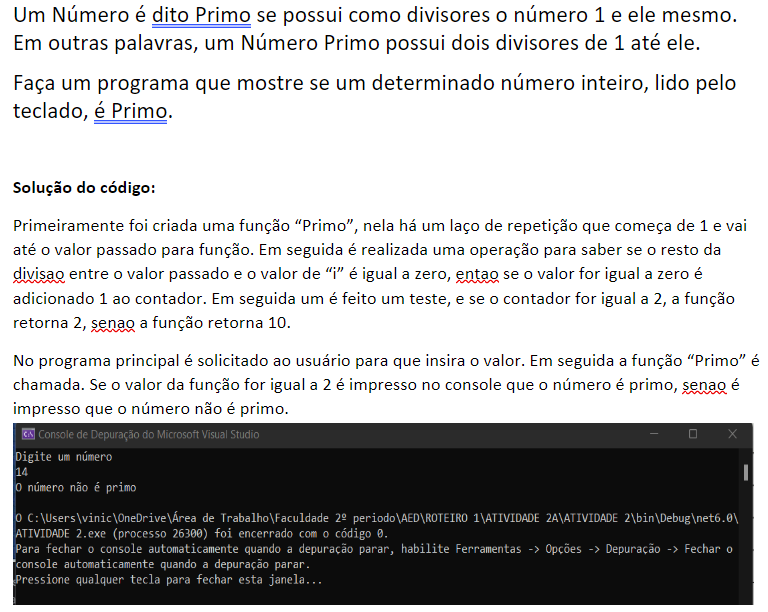 Um Número é dito Primo se possui como divisores o número 1 e ele mesmo.
Em outras palavras, um Número Primo possui dois divisores de 1 até ele.
Faça um programa que mostre se um determinado número inteiro, lido pelo
teclado, é Primo.
Solução do código:
Primeiramente foi criada uma função “Primo”, nela há um laço de repetição que começa de 1 e vai
até o valor passado para função. Em seguida é realizada uma operação para saber se o resto da
divisao entre o valor passado e o valor de “i” é igual a zero, entao se o valor for igual a zero é
adicionado 1 ao contador. Em seguida um é feito um teste, e se o contador for igual a 2, a função
retorna 2, senao a função retorna 10.
No programa principal é solicitado ao usuário para que insira o valor. Em seguida a função “Primo” é
chamada. Se o valor da função for igual a 2 é impresso no console que o número é primo, senao é
impresso que o número não é primo.
Console de Depuração do Microsoft Visual Studio
Digite um número
14
O número não é primo
O C:\Users\vinic\OneDrive\Área de Trabalho\Faculdade 2º periodo\AED\ROTEIRO 1\ATIVIDADE 2A\ATIVIDADE 2\bin\Debug\net6.0\
ATIVIDADE 2.exe (processo 26300) foi encerrado com o código 0.
Para fechar o console automaticamente quando a depuração parar, habilite Ferramentas -> Opções -> Depuração -> Fechar o
console automaticamente quando a depuração parar.
Pressione qualquer tecla para fechar esta janela...